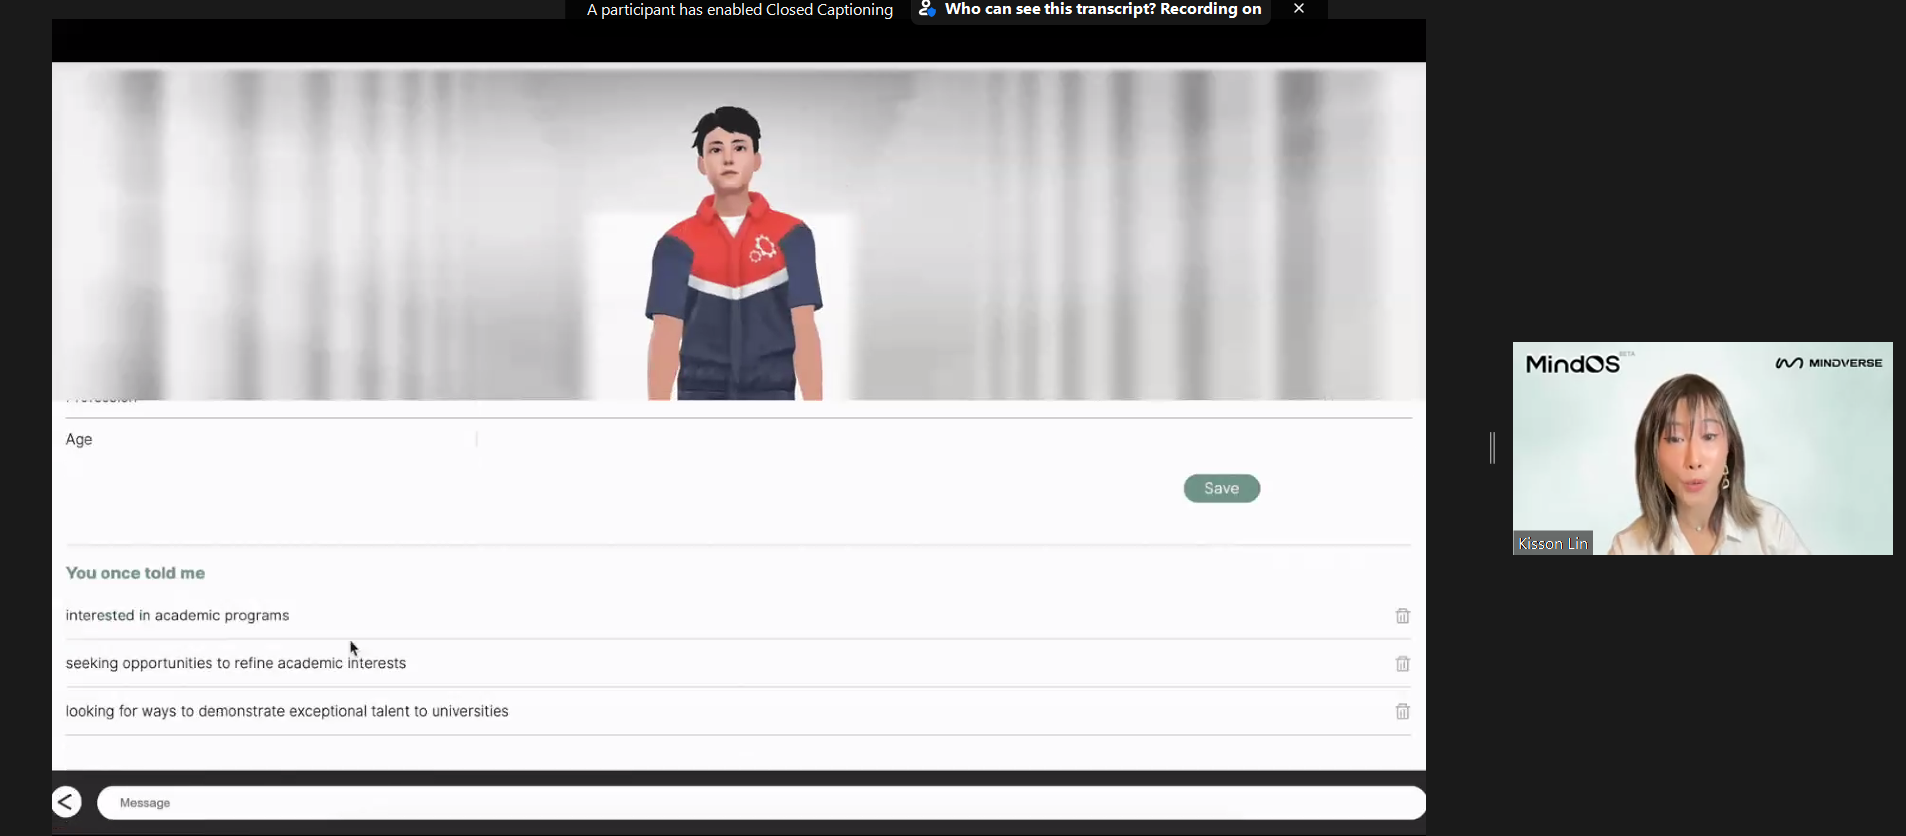 A participant has enabled Closed Captioning
Who can see this transcript? Recording on
MindOS BETA
MINDVERSE
Kisson Lin
Age
Save
You once told me
interested in academic programs
seeking opportunities to refine academic interests
looking for ways to demonstrate exceptional talent to universities
Message